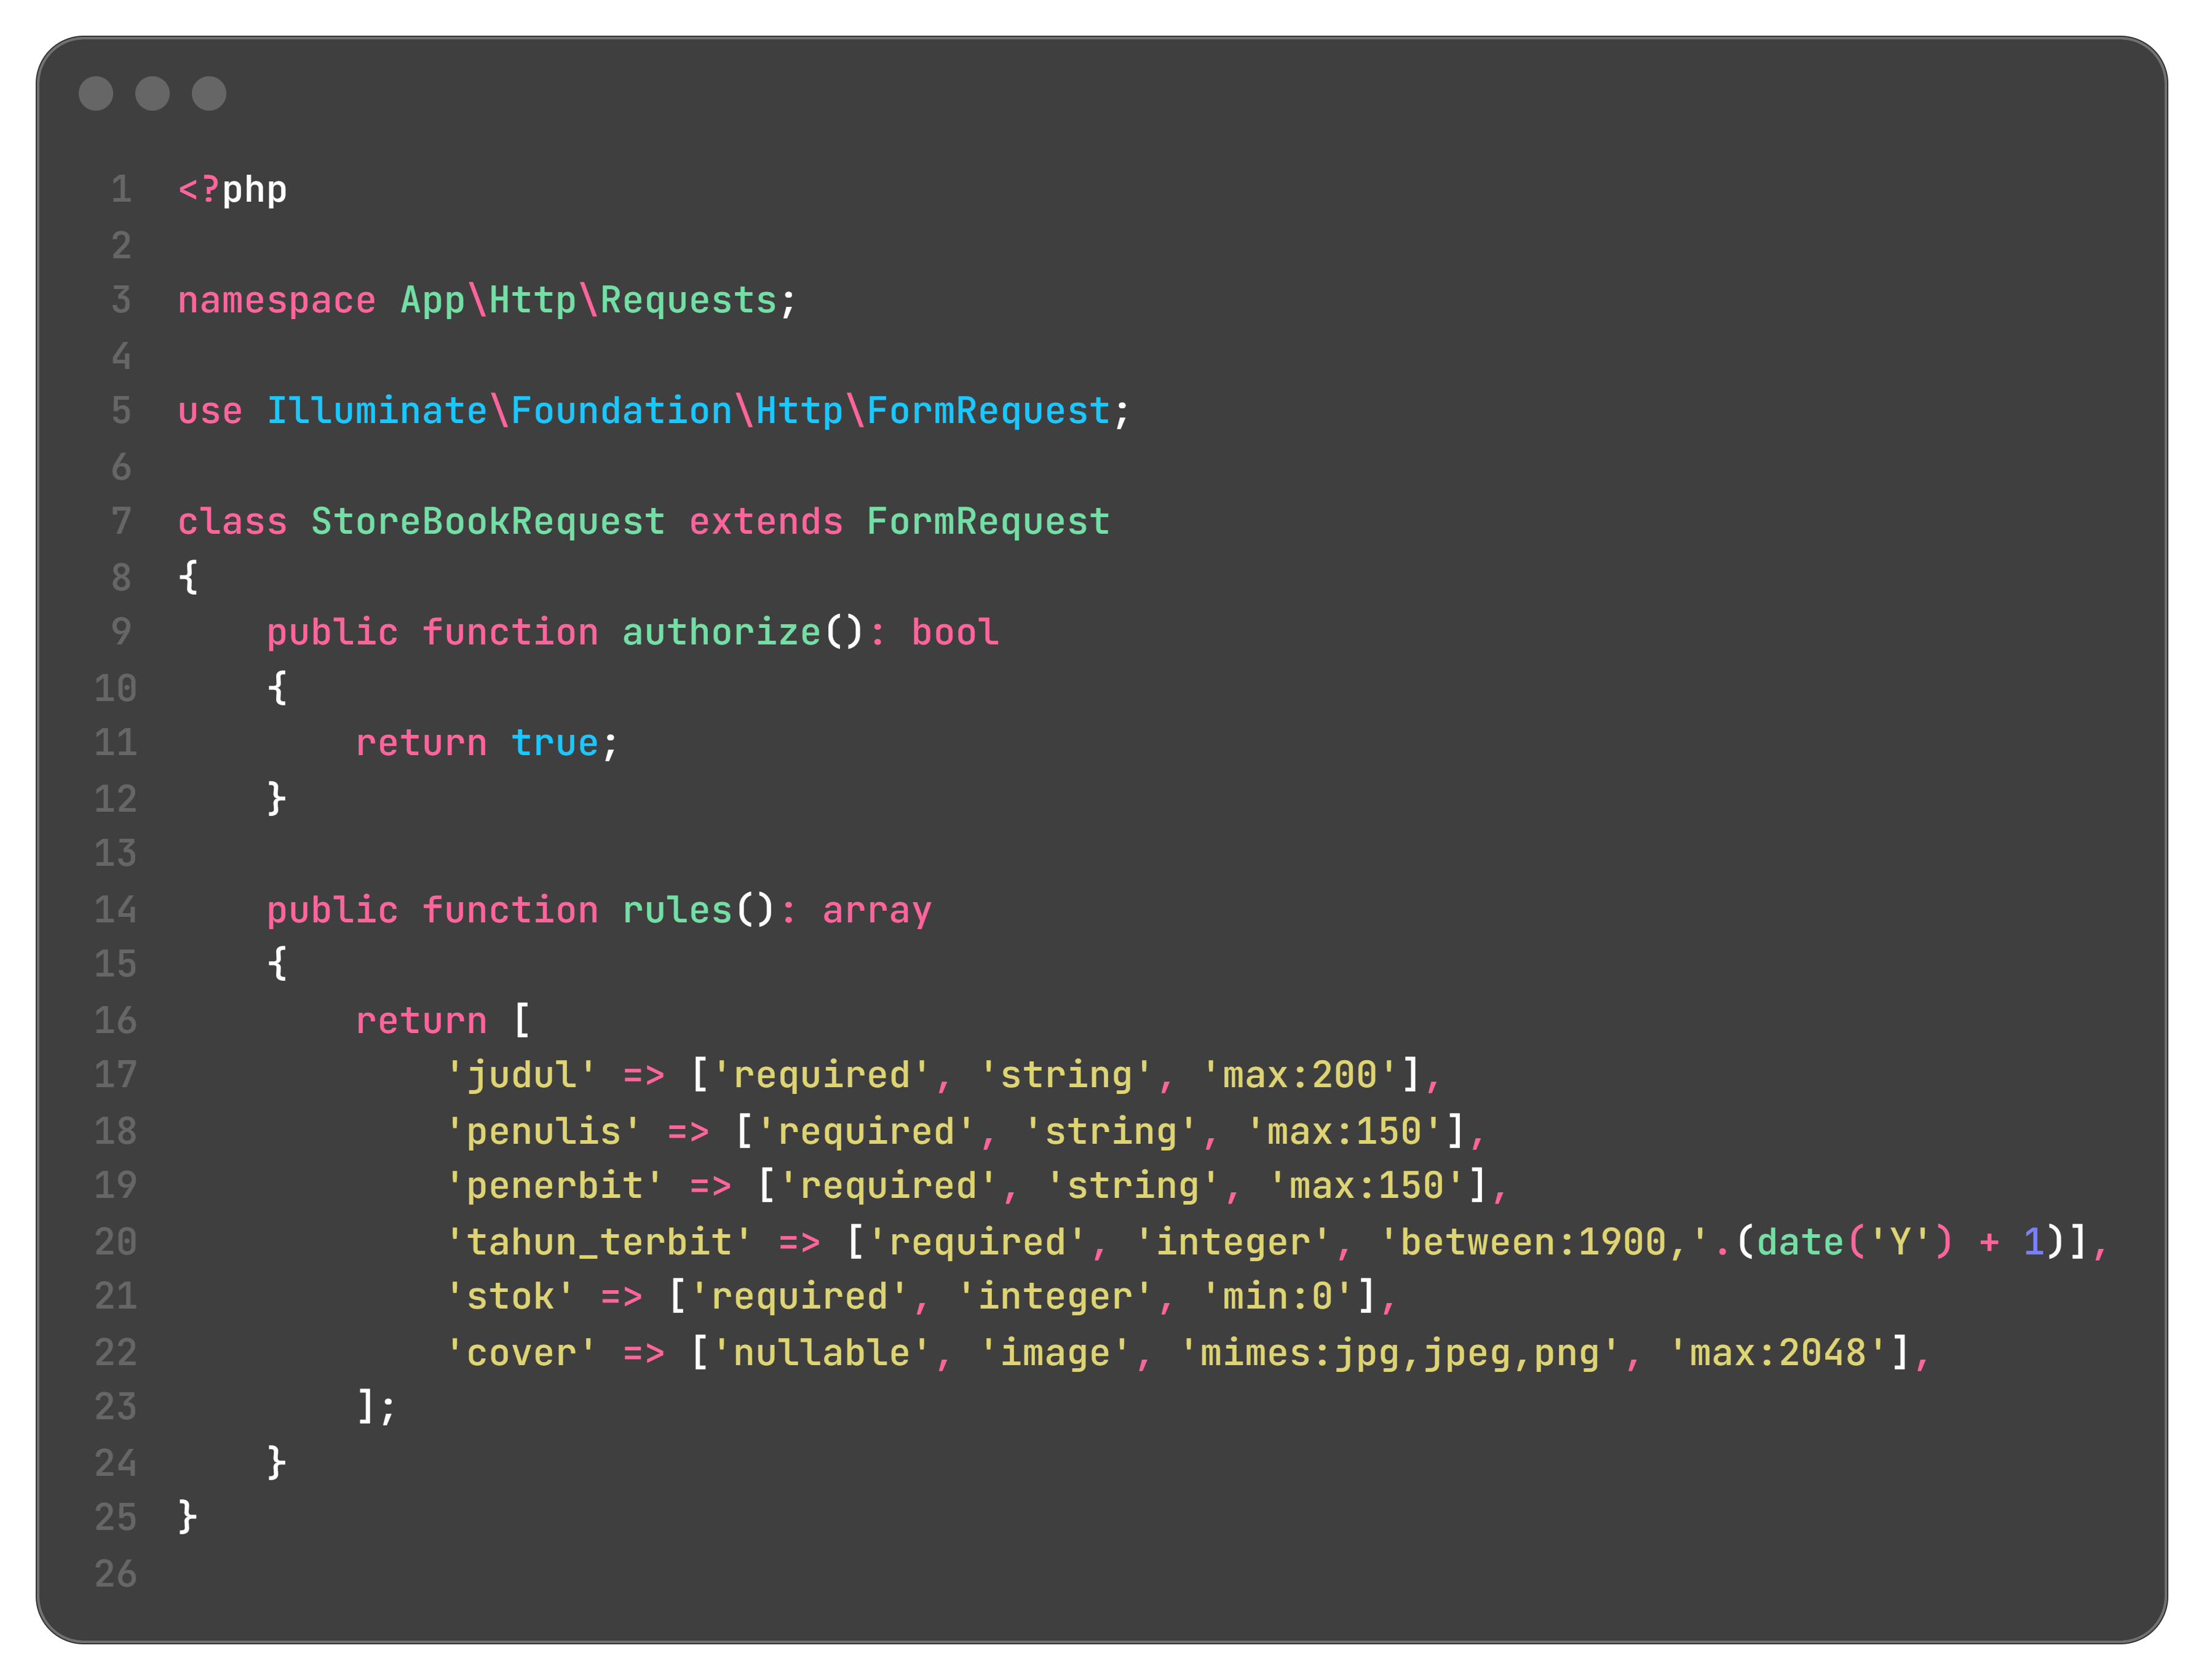 1 <?php
2
3 namespace App\Http\Requests;
4
5 use Illuminate\Foundation\Http\FormRequest;
6
7 class StoreBookRequest extends FormRequest
8 {
9     public function authorize(): bool
10     {
11         return true;
12     }
13
14     public function rules(): array
15     {
16         return [
17             'judul' => ['required', 'string', 'max:200'],
18             'penulis' => ['required', 'string', 'max:150'],
19             'penerbit' => ['required', 'string', 'max:150'],
20             'tahun_terbit' => ['required', 'integer', 'between:1900,'.(date('Y') + 1)],
21             'stok' => ['required', 'integer', 'min:0'],
22             'cover' => ['nullable', 'image', 'mimes:jpg,jpeg,png', 'max:2048'],
23         ];
24     }
25 }
26